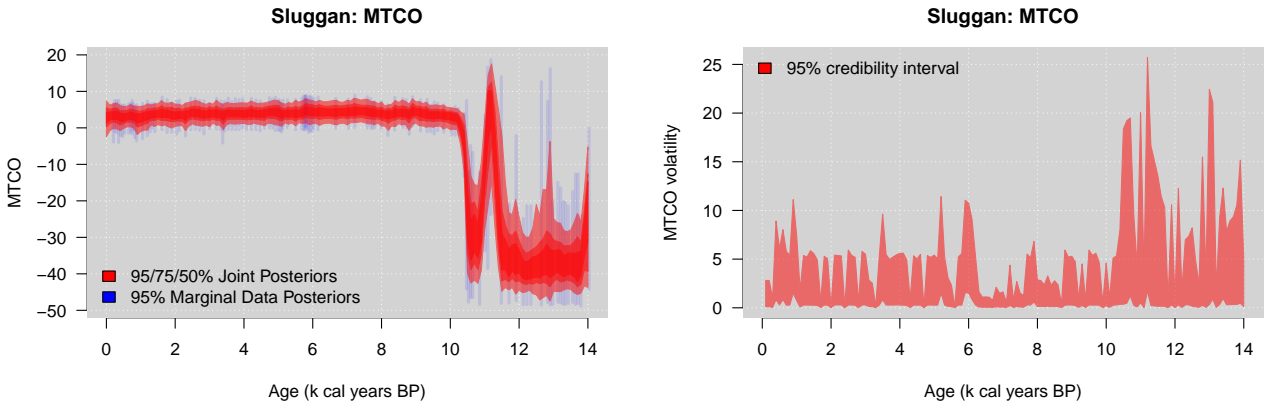 Sluggan: MTCO
20
10
0
−10
−20
−30
−40
−50
MTCO
95/75/50% Joint Posteriors
95% Marginal Data Posteriors
0 2 4 6 8 10 12 14
Age (k cal years BP)
Sluggan: MTCO
25
20
15
10
5
0
MTCO volatility
95% credibility interval
0 2 4 6 8 10 12 14
Age (k cal years BP)